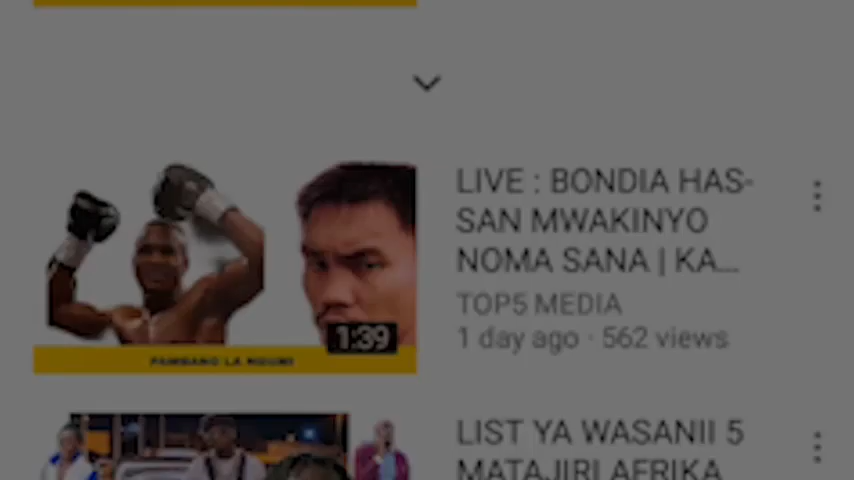 LIVE : BONDIA HAS-
SAN MWAKINYO
NOMA SANA | KA...
TOP5 MEDIA
1 day ago · 562 views
1:39
PAMBANO LA NGUMI
LIST YA WASANII 5
MATAJIRI AFRIKA